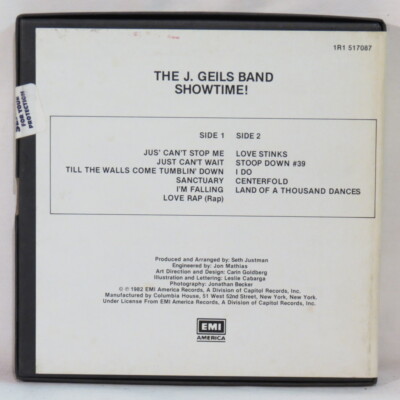 1R1 517087
THE J. GEILS BAND
SHOWTIME!
SIDE 1 SIDE 2
JUS' CAN'T STOP ME LOVE STINKS
JUST CAN'T WAIT STOOP DOWN #39
TILL THE WALLS COME TUMBLIN' DOWN I DO
SANCTUARY CENTERFOLD
I'M FALLING LAND OF A THOUSAND DANCES
LOVE RAP (Rap)
FOR YOUR
PROTECTION
Produced and Arranged by: Seth Justman
Engineered by: Jon Mathias
Art Direction and Design: Carin Goldberg
Illustration and Lettering: Leslie Cabarga
Photography: Jonathan Becker
© ℗ 1982 EMI America Records, A Division of Capitol Records, Inc.
Manufactured by Columbia House, 51 West 52nd Street, New York, New York.
Under License From EMI America Records, A Division of Capitol Records, Inc.
EMI
AMERICA